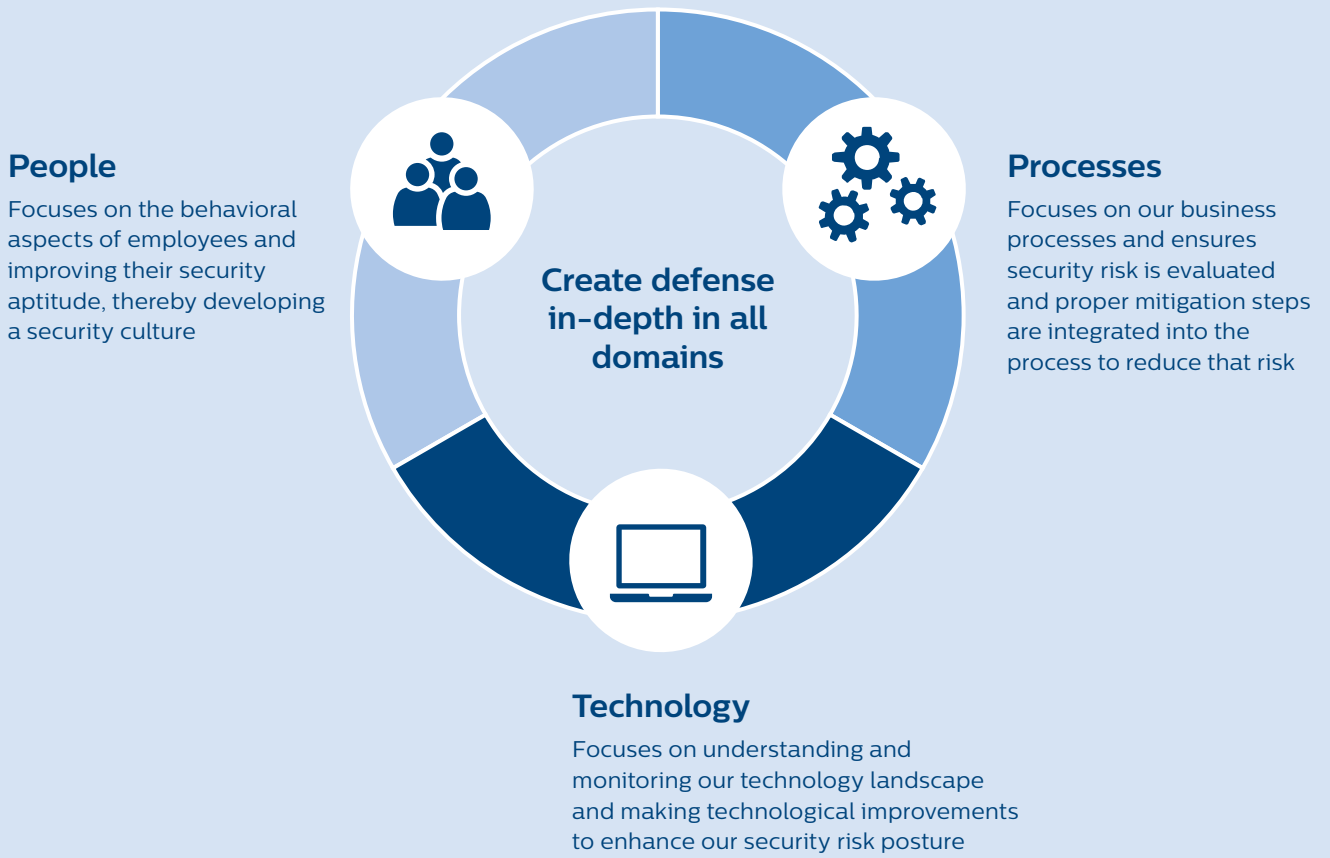 People
Focuses on the behavioral
aspects of employees and
improving their security
aptitude, thereby developing
a security culture
Create defense
in-depth in all
domains
Processes
Focuses on our business
processes and ensures
security risk is evaluated
and proper mitigation steps
are integrated into the
process to reduce that risk
Technology
Focuses on understanding and
monitoring our technology landscape
and making technological improvements
to enhance our security risk posture